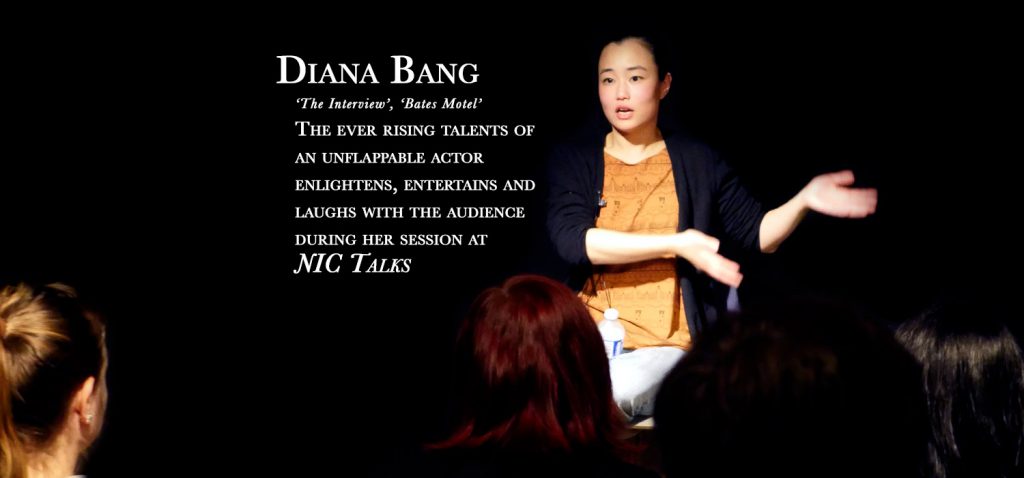 Diana Bang
'The Interview', 'Bates Motel'
The ever rising talents of
an unflappable actor
enlightens, entertains and
laughs with the audience
during her session at
NIC Talks